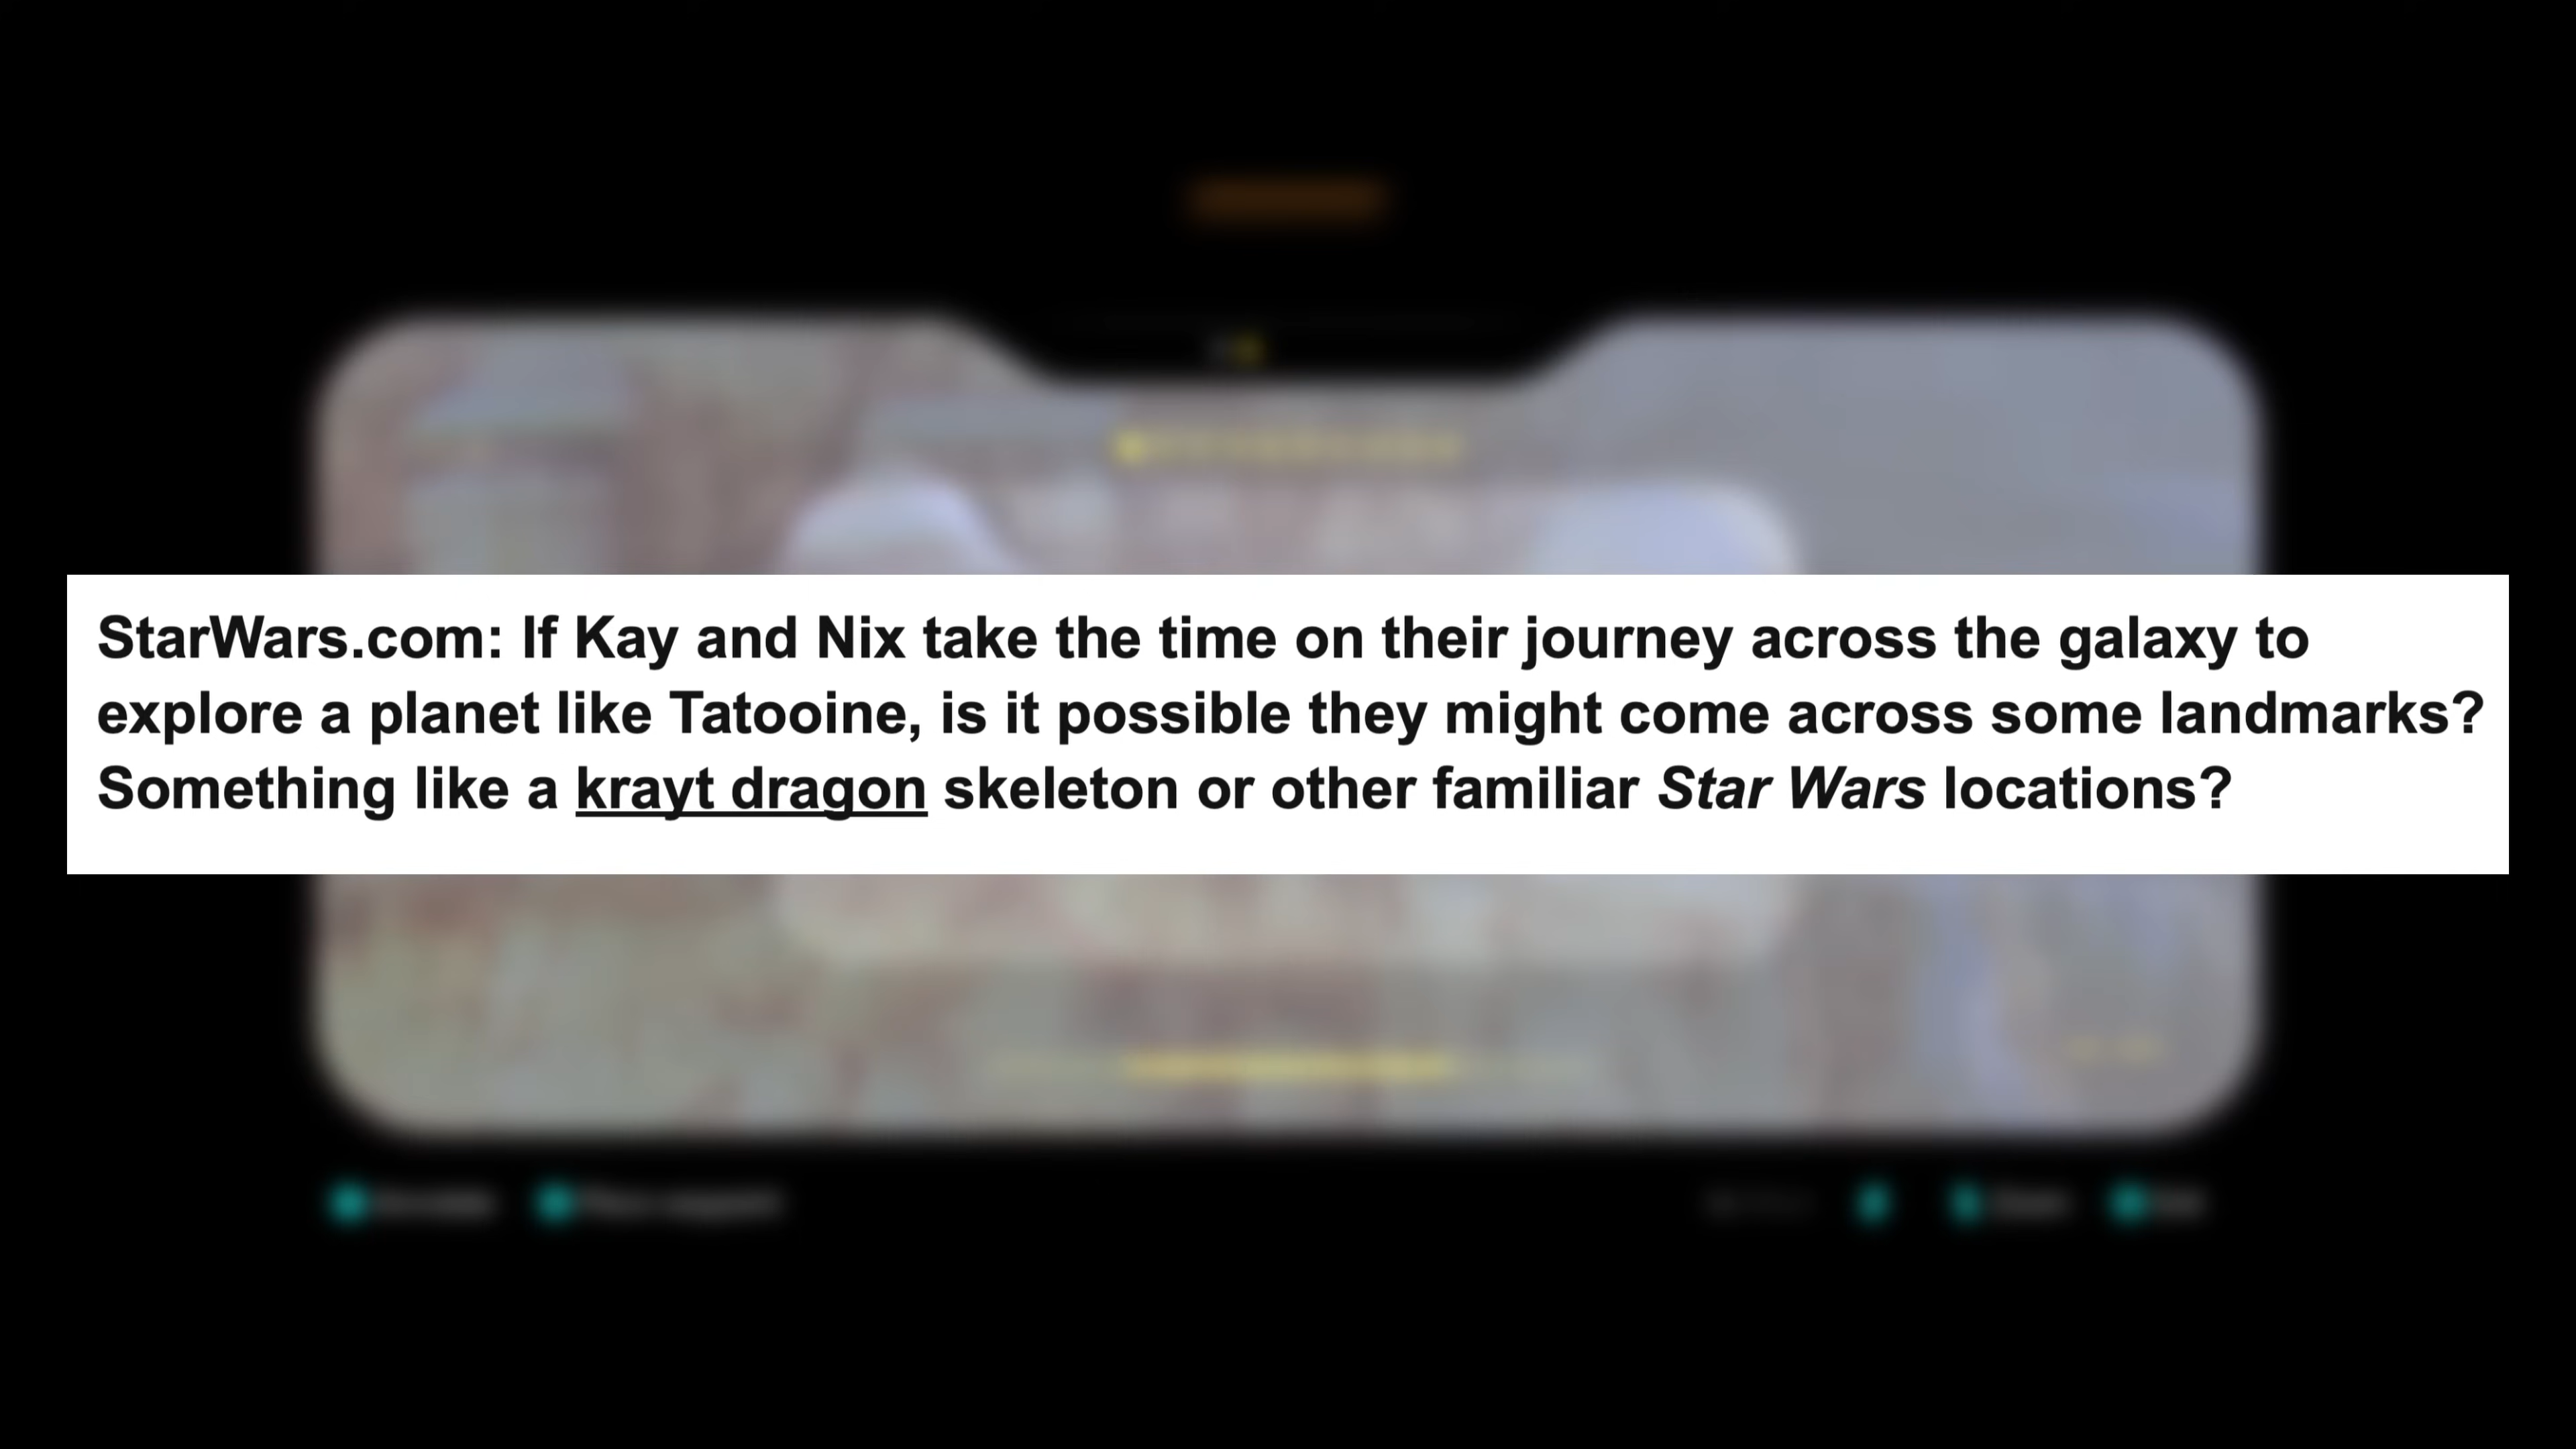 StarWars.com: If Kay and Nix take the time on their journey across the galaxy to
explore a planet like Tatooine, is it possible they might come across some landmarks?
Something like a krayt dragon skeleton or other familiar Star Wars locations?